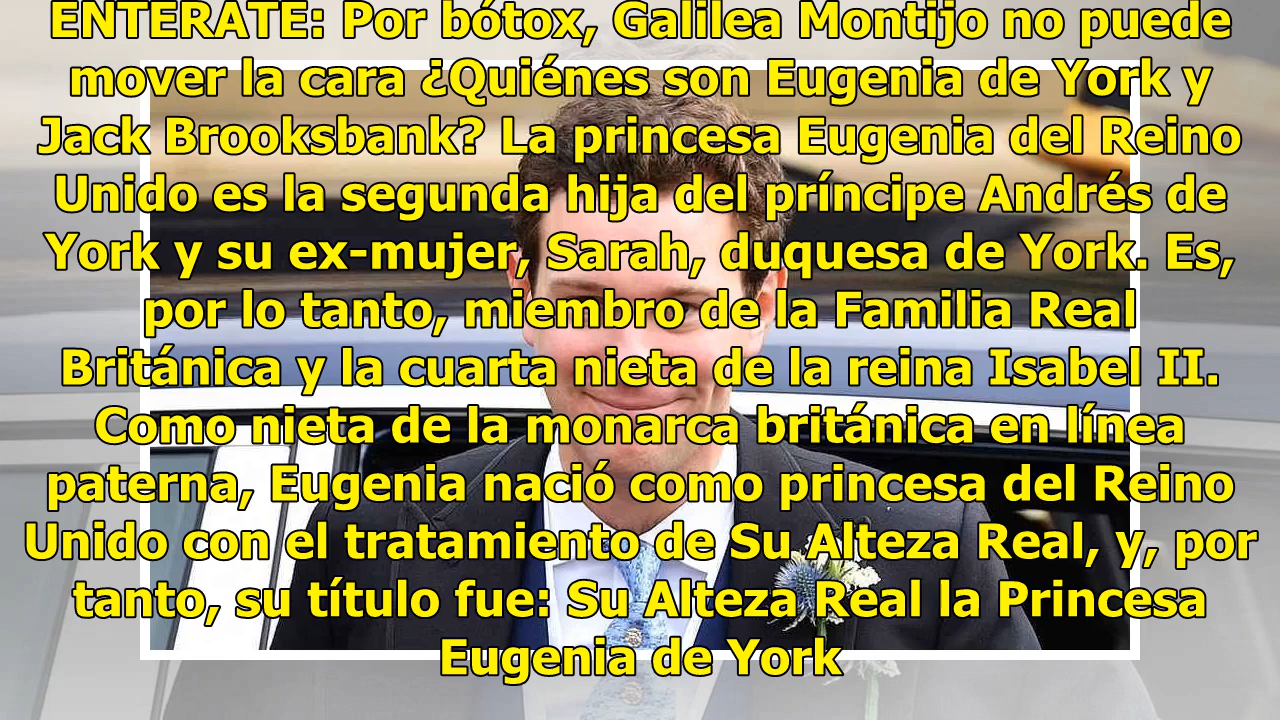 ENTÉRATE: Por bótox, Galilea Montijo no puede
mover la cara ¿Quiénes son Eugenia de York y
Jack Brooksbank? La princesa Eugenia del Reino
Unido es la segunda hija del príncipe Andrés de
York y su ex-mujer, Sarah, duquesa de York. Es,
por lo tanto, miembro de la Familia Real
Británica y la cuarta nieta de la reina Isabel II.
Como nieta de la monarca británica en línea
paterna, Eugenia nació como princesa del Reino
Unido con el tratamiento de Su Alteza Real, y, por
tanto, su título fue: Su Alteza Real la Princesa
Eugenia de York